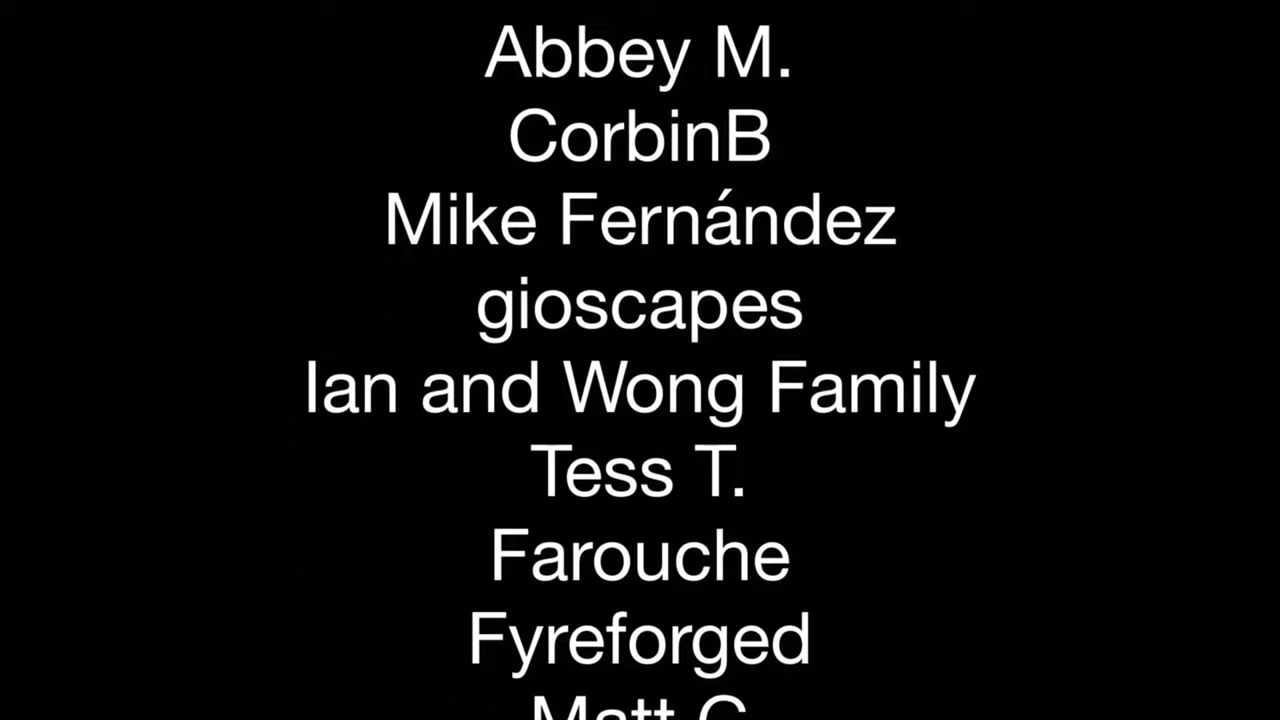 Abbey M.
CorbinB
Mike Fernández
gioscapes
Ian and Wong Family
Tess T.
Farouche
Fyreforged
Matt C.